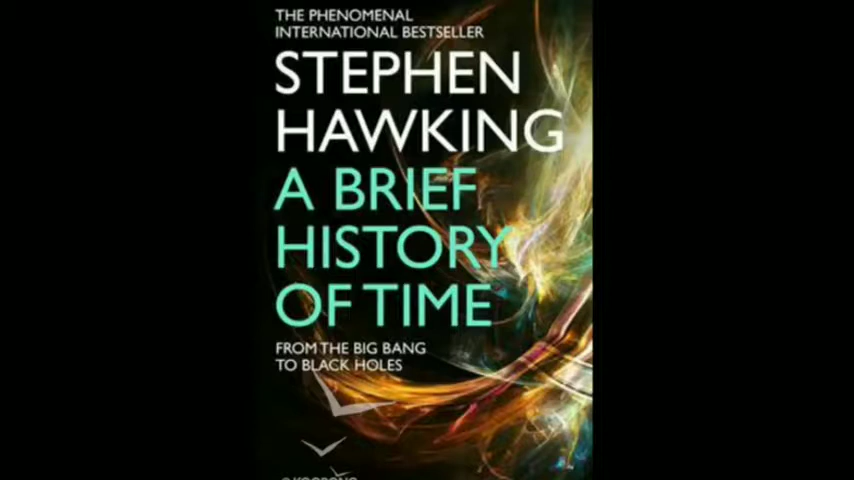 THE PHENOMENAL
INTERNATIONAL BESTSELLER
STEPHEN
HAWKING
A BRIEF
HISTORY
OF TIME
FROM THE BIG BANG
TO BLACK HOLES